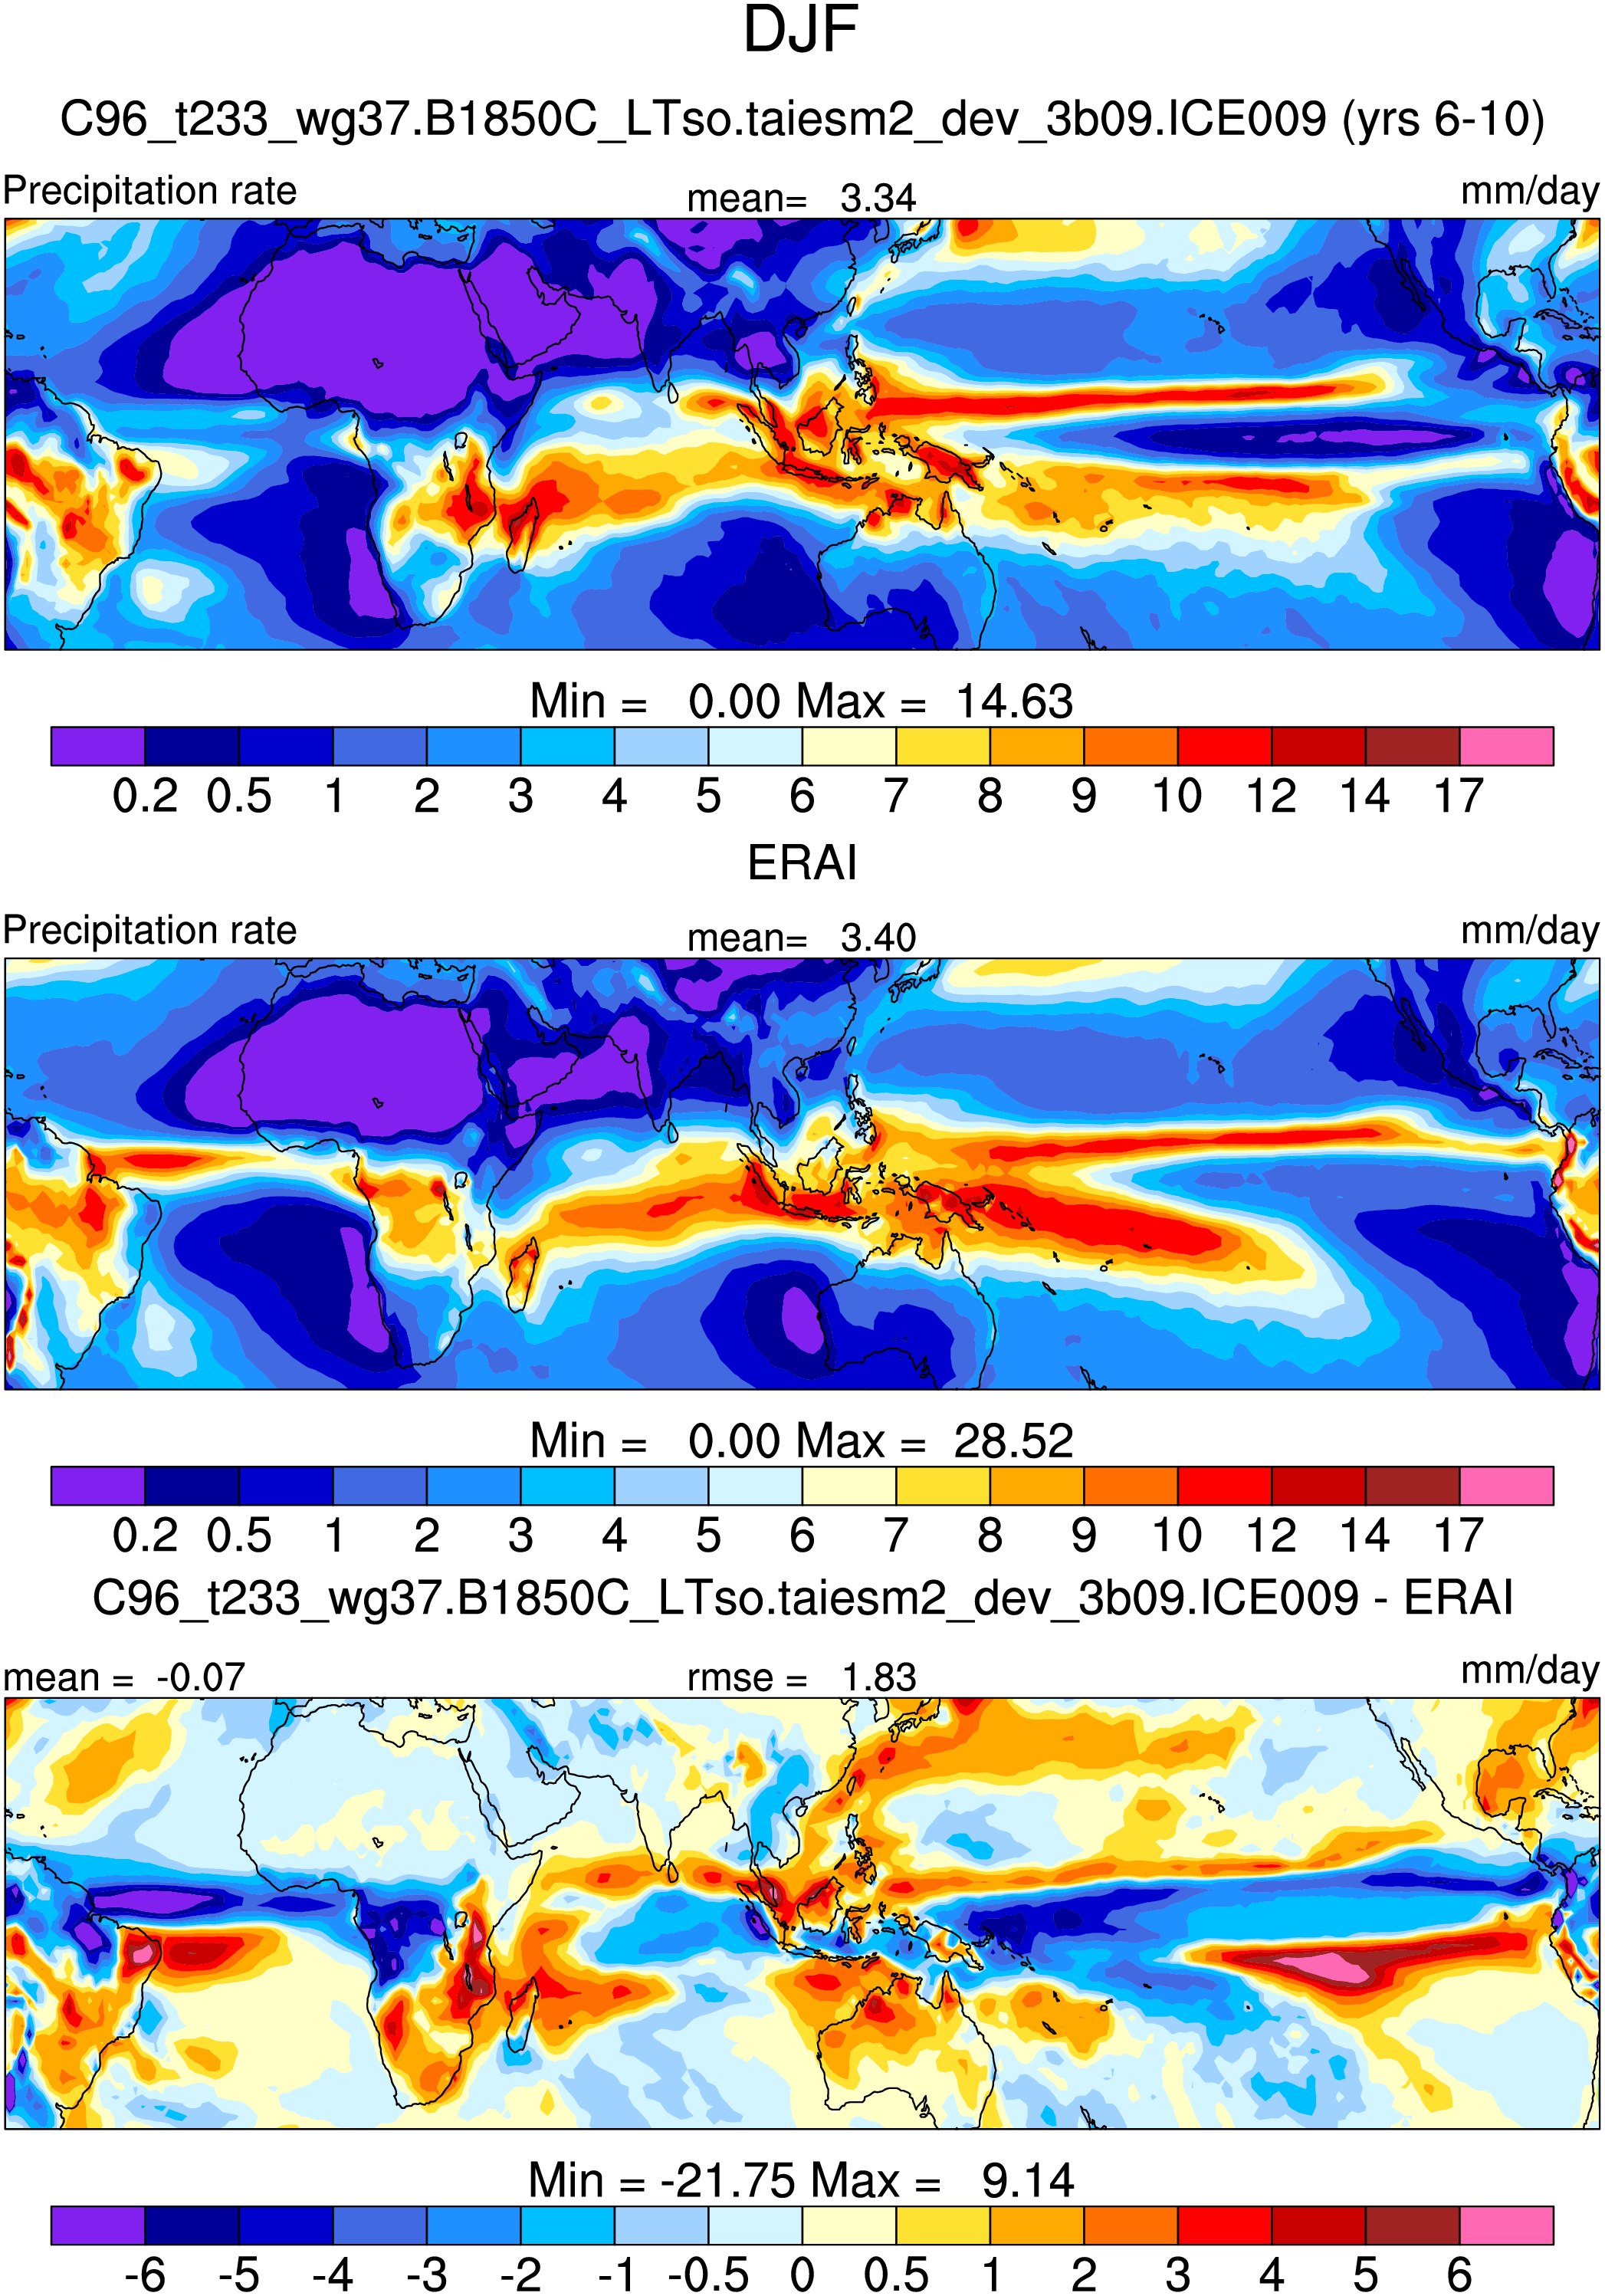 DJF
C96_t233_wg37.B1850C_LTso.taiesm2_dev_3b09.ICE009 (yrs 6-10)
Precipitation rate mean= 3.34 mm/day
Min = 0.00 Max = 14.63
0.2 0.5 1 2 3 4 5 6 7 8 9 10 12 14 17
ERAI
Precipitation rate mean= 3.40 mm/day
Min = 0.00 Max = 28.52
0.2 0.5 1 2 3 4 5 6 7 8 9 10 12 14 17
C96_t233_wg37.B1850C_LTso.taiesm2_dev_3b09.ICE009 - ERAI
mean = -0.07 rmse = 1.83 mm/day
Min = -21.75 Max = 9.14
-6 -5 -4 -3 -2 -1 -0.5 0 0.5 1 2 3 4 5 6